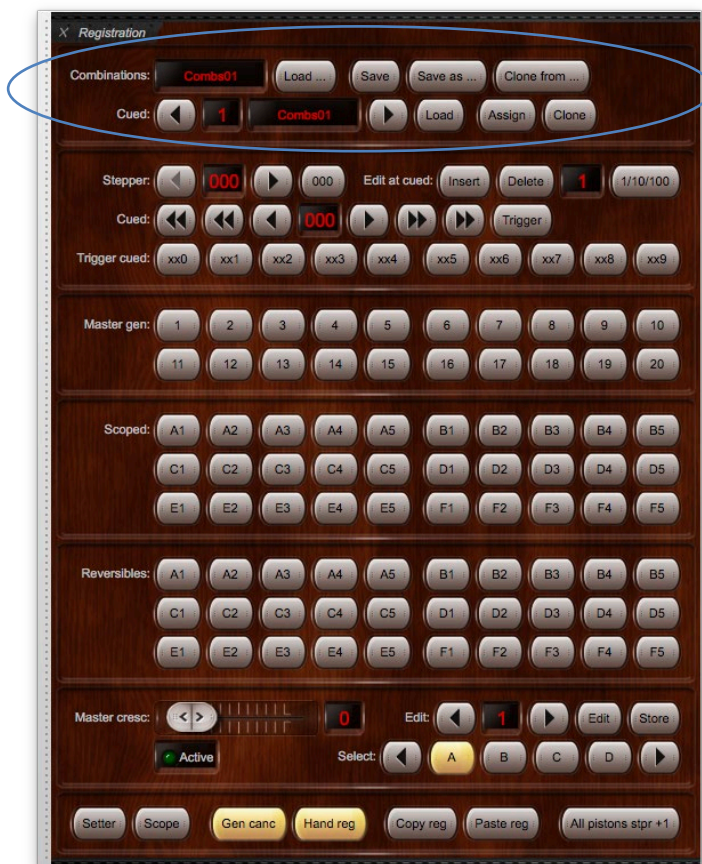 X Registration
Combinations: Combs01 Load ... Save Save as ... Clone from ...
Cued: 1 Combs01 Load Assign Clone
Stepper: 000 000 Edit at cued: Insert Delete 1 1/10/100
Cued: 000 Trigger
Trigger cued: xx0 xx1 xx2 xx3 xx4 xx5 xx6 xx7 xx8 xx9
Master gen: 1 2 3 4 5 6 7 8 9 10
11 12 13 14 15 16 17 18 19 20
Scoped: A1 A2 A3 A4 A5 B1 B2 B3 B4 B5
C1 C2 C3 C4 C5 D1 D2 D3 D4 D5
E1 E2 E3 E4 E5 F1 F2 F3 F4 F5
Reversibles: A1 A2 A3 A4 A5 B1 B2 B3 B4 B5
C1 C2 C3 C4 C5 D1 D2 D3 D4 D5
E1 E2 E3 E4 E5 F1 F2 F3 F4 F5
Master cresc: < > 0 Edit: 1 Edit Store
Active Select: A B C D
Setter Scope Gen canc Hand reg Copy reg Paste reg All pistons stpr +1